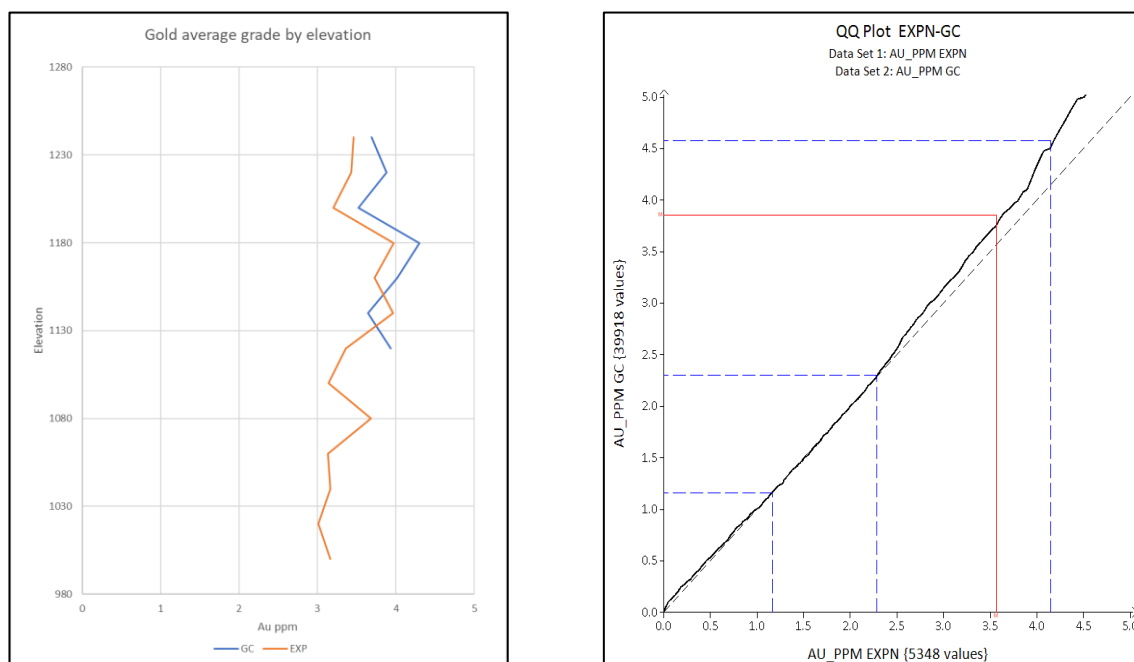 Gold average grade by elevation
1280
1230
1180
1130
1080
1030
980
Elevation
0 1 2 3 4 5
Au ppm
GC EXP
QQ Plot EXPN-GC
Data Set 1: AU_PPM EXPN
Data Set 2: AU_PPM GC
5.0
4.5
4.0
3.5
3.0
2.5
2.0
1.5
1.0
0.5
0.0
AU_PPM GC {39918 values}
0.0 0.5 1.0 1.5 2.0 2.5 3.0 3.5 4.0 4.5 5.0
AU_PPM EXPN {5348 values}